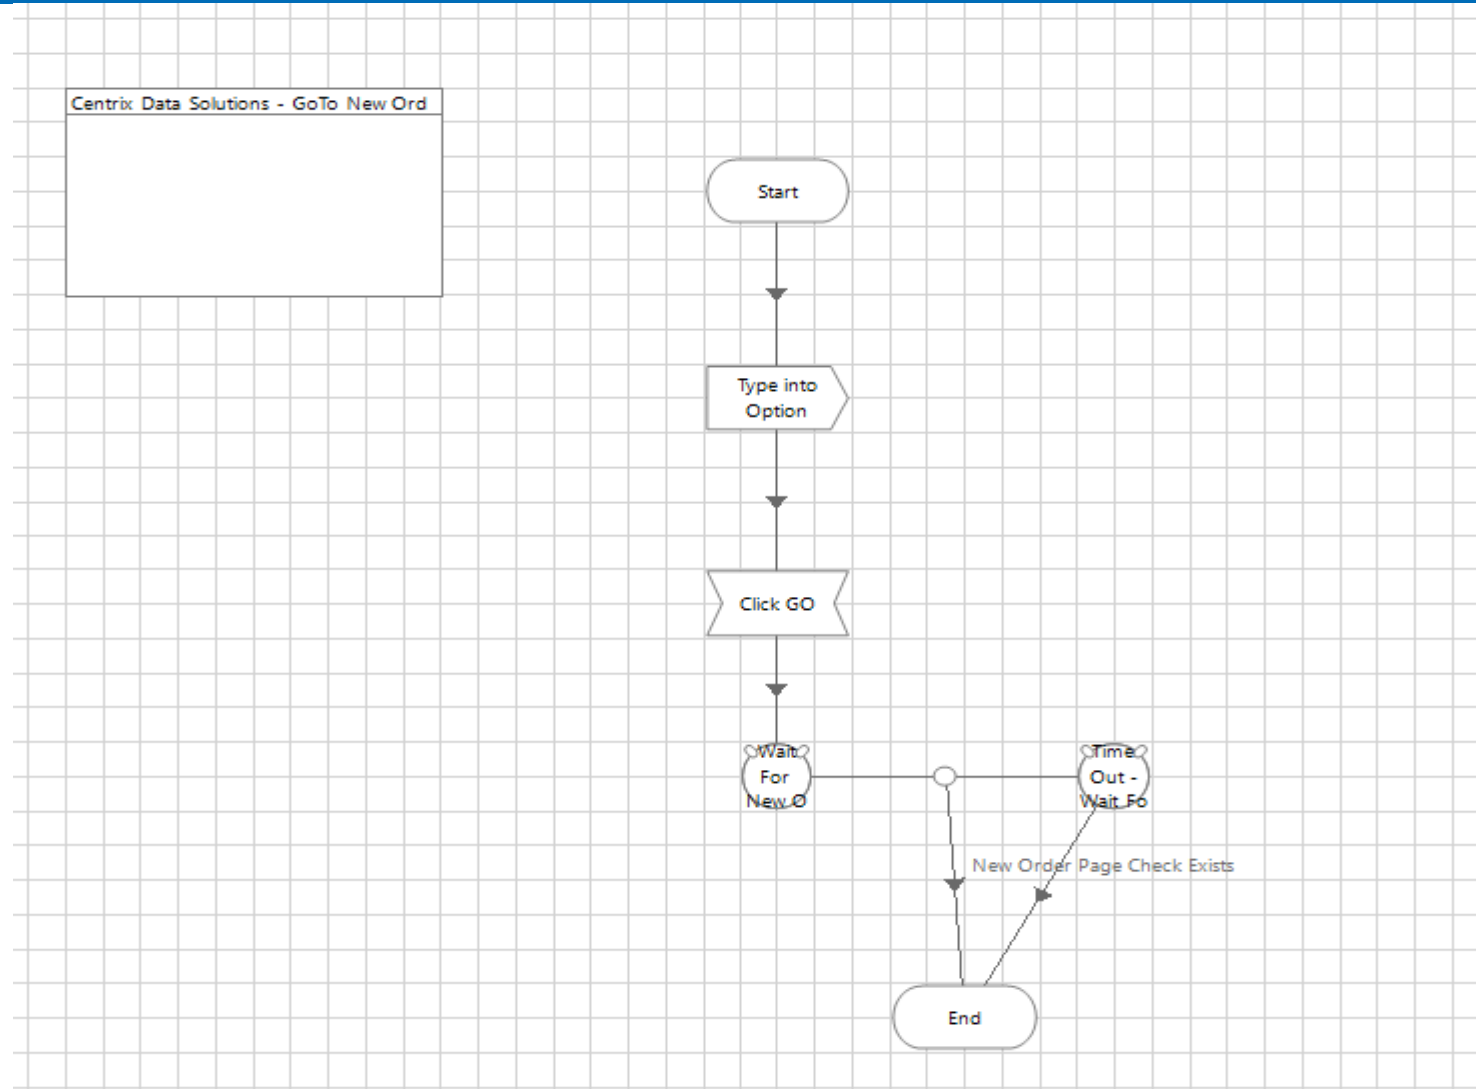 Centrix Data Solutions - GoTo New Ord
Start
Type into
Option
Click GO
Wait
For
New O
Time
Out -
Wait Fo
New Order Page Check Exists
End